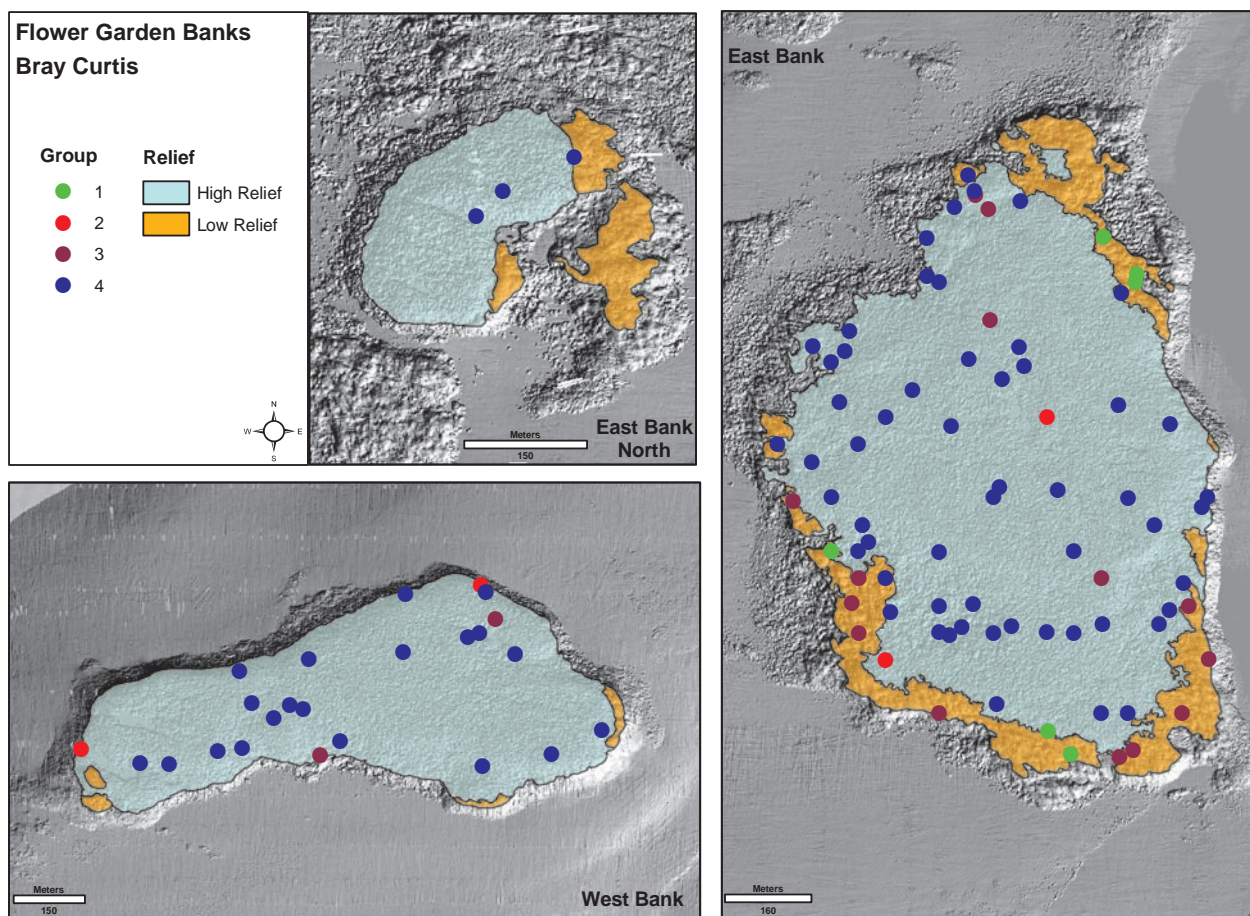 Flower Garden Banks
Bray Curtis
Group
Relief
1
2
3
4
High Relief
Low Relief
N
W
E
S
Meters
150
East Bank
North
East Bank
Meters
160
Meters
150
West Bank